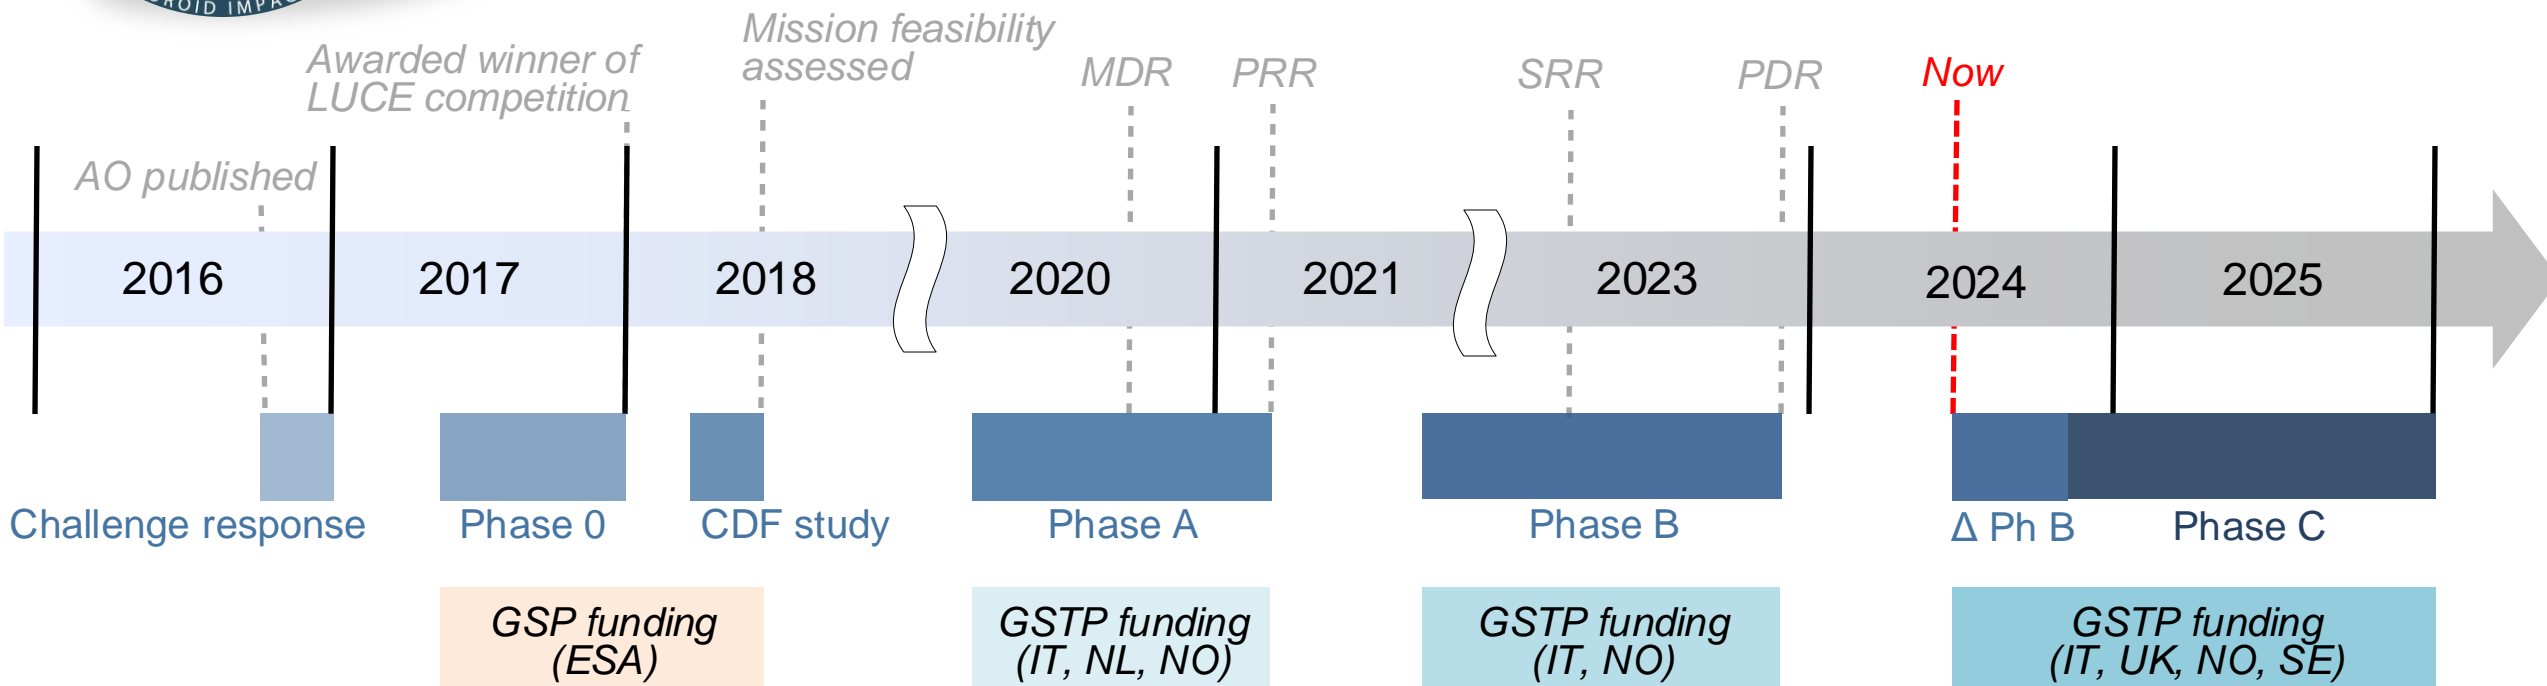 Mission feasibility
assessed
Awarded winner of
LUCE competition
MDR
PRR
SRR
PDR
Now
AO published
2016
2017
2018
2020
2021
2023
2024
2025
Challenge response
Phase 0
CDF study
Phase A
Phase B
Δ Ph B
Phase C
GSP funding
(ESA)
GSTP funding
(IT, NL, NO)
GSTP funding
(IT, NO)
GSTP funding
(IT, UK, NO, SE)